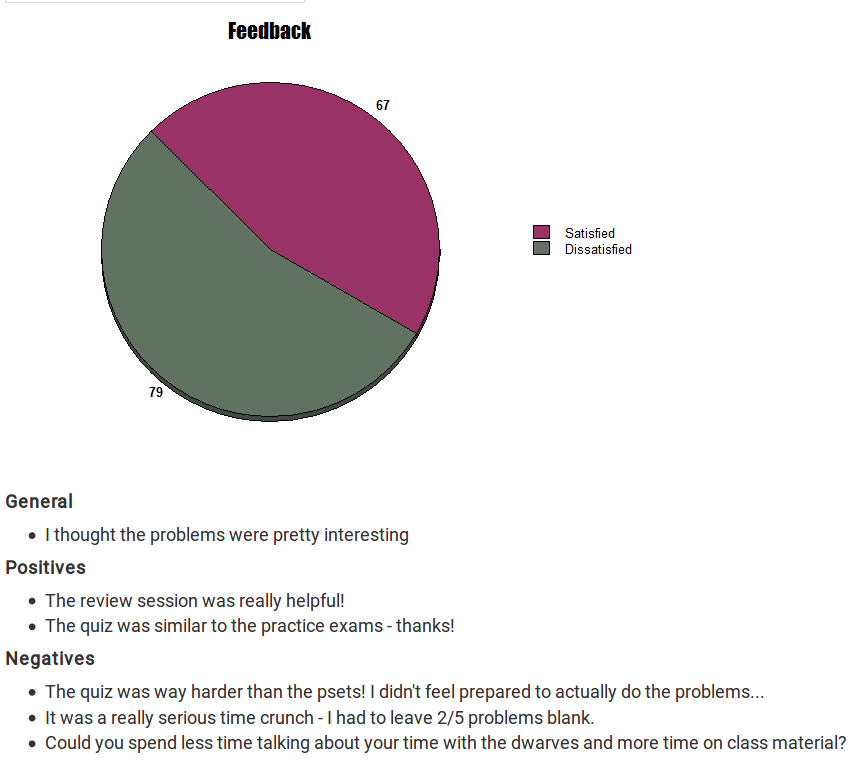 Feedback
67
Satisfied
Dissatisfied
79
General
I thought the problems were pretty interesting
Positives
The review session was really helpful!
The quiz was similar to the practice exams - thanks!
Negatives
The quiz was way harder than the psets! I didn't feel prepared to actually do the problems...
It was a really serious time crunch - I had to leave 2/5 problems blank.
Could you spend less time talking about your time with the dwarves and more time on class material?